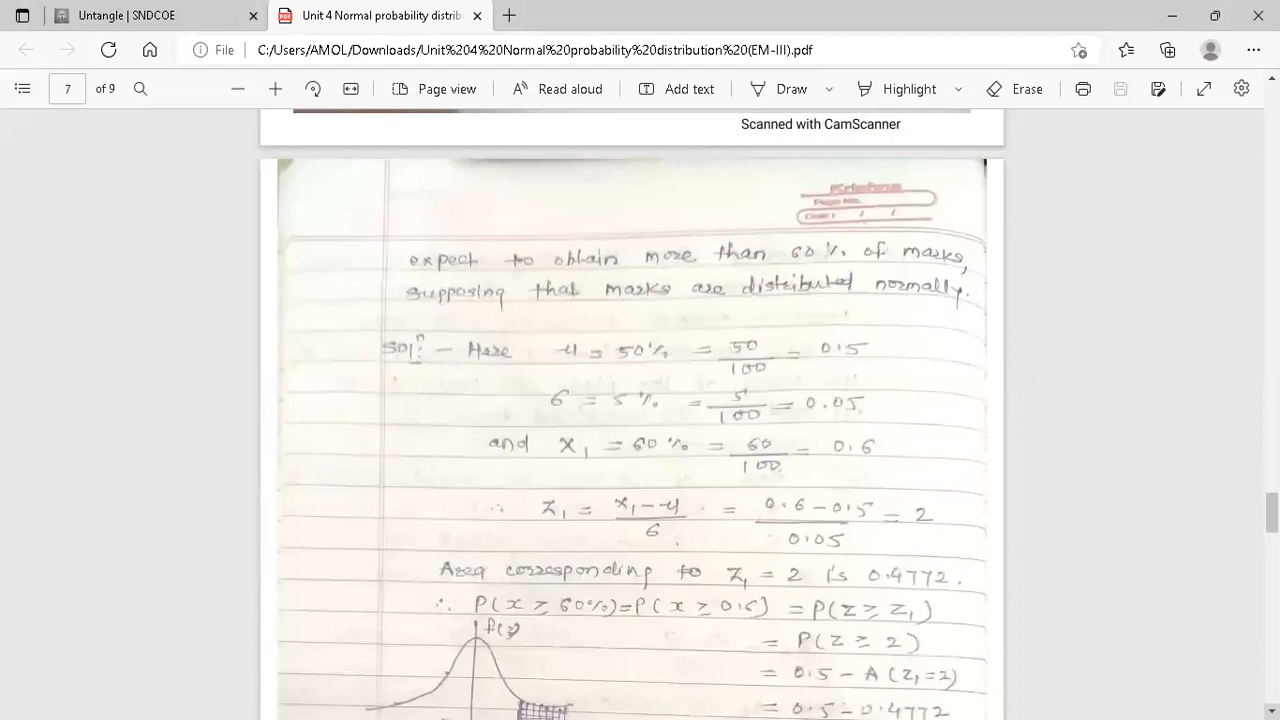 Untangle | SNDCOE
Unit 4 Normal probability distrib
File
C:/Users/AMOL/Downloads/Unit%204%20Normal%20probability%20distribution%20(EM-III).pdf
7 of 9
Page view
Read aloud
Add text
Draw
Highlight
Erase
Scanned with CamScanner
Page No.
Date: / /
expect to obtain more than 60% of marks,
supposing that marks are distributed normally.
Solⁿ: - Here μ = 50% = 50/100 = 0.5
σ = 5% = 5/100 = 0.05
and x₁ = 60% = 60/100 = 0.6
∴ z₁ = (x₁ - μ)/σ = (0.6 - 0.5)/0.05 = 2
Area corresponding to z₁ = 2 is 0.4772.
∴ P(x ≥ 60%) = P(x ≥ 0.6) = P(z ≥ z₁)
f(z)
= P(z ≥ 2)
= 0.5 - A(z₁=2)
= 0.5 - 0.4772